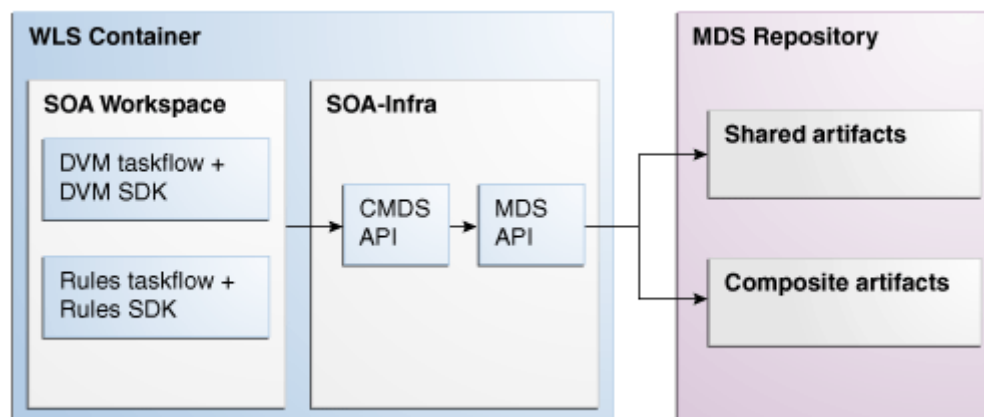 WLS Container
SOA Workspace
DVM taskflow +
DVM SDK
Rules taskflow +
Rules SDK
SOA-Infra
CMDS
API
MDS
API
MDS Repository
Shared artifacts
Composite artifacts